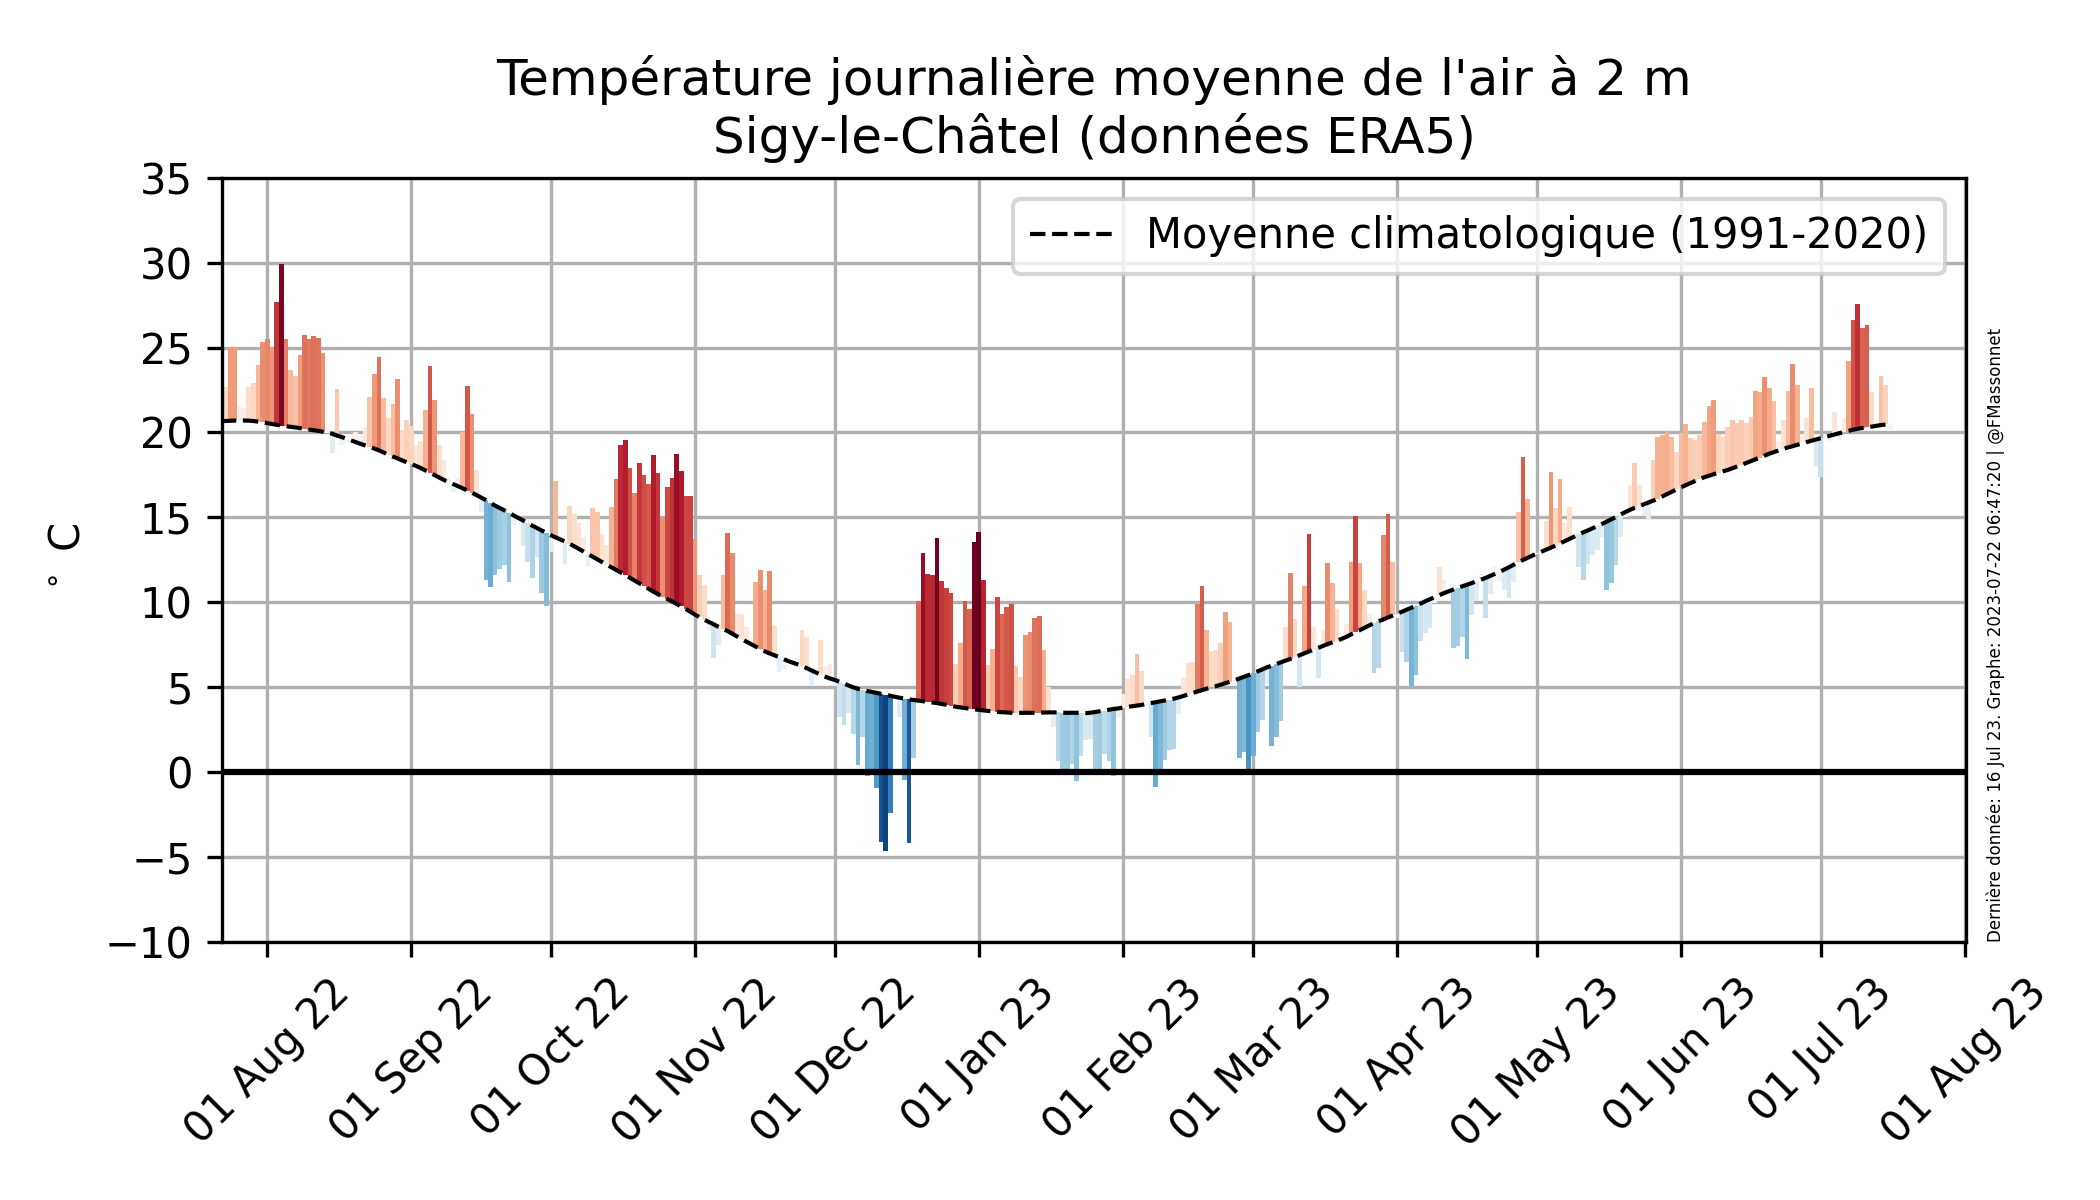 Température journalière moyenne de l'air à 2 m
Sigy-le-Châtel (données ERA5)
Moyenne climatologique (1991-2020)
35
30
25
20
15
10
5
0
−5
−10
° C
01 Aug 22
01 Sep 22
01 Oct 22
01 Nov 22
01 Dec 22
01 Jan 23
01 Feb 23
01 Mar 23
01 Apr 23
01 May 23
01 Jun 23
01 Jul 23
01 Aug 23
Dernière donnée: 16 Jul 23. Graphe: 2023-07-22 06:47:20 | @FMassonnet